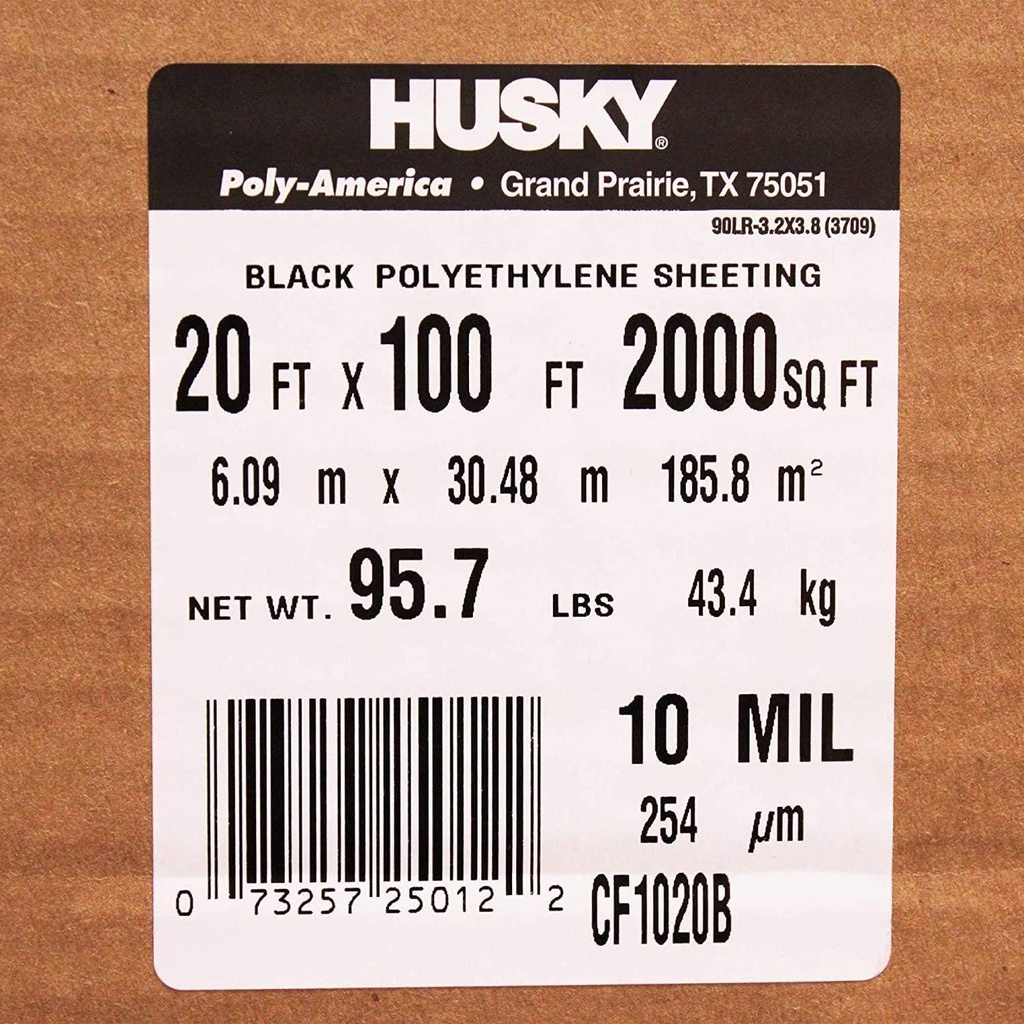 HUSKY®
Poly-America • Grand Prairie, TX 75051
90LR-3.2X3.8 (3709)
BLACK POLYETHYLENE SHEETING
20 FT X 100 FT 2000 SQ FT
6.09 m x 30.48 m 185.8 m²
NET WT. 95.7 LBS 43.4 kg
10 MIL
254 µm
CF1020B
0 73257 25012 2